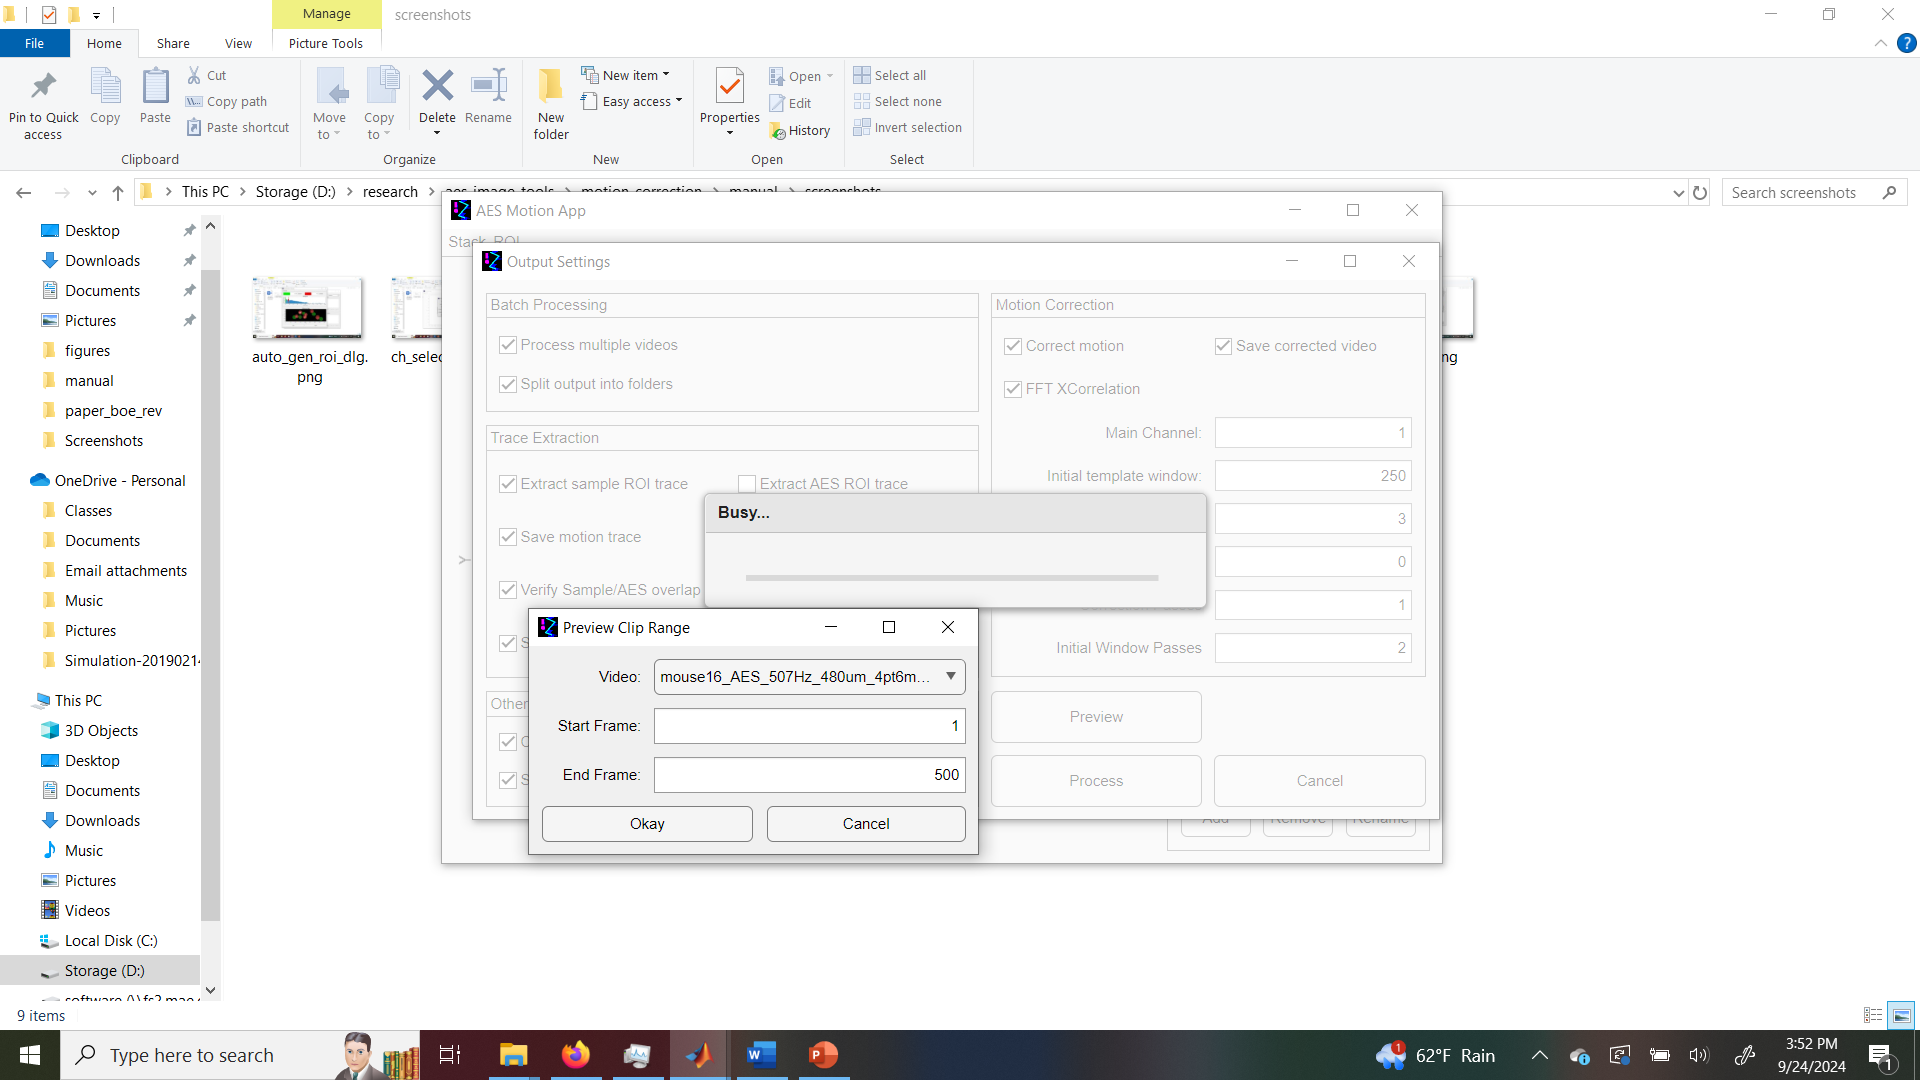 Manage
screenshots
File
Home
Share
View
Picture Tools
Pin to Quick access
Copy
Paste
Cut
Copy path
Paste shortcut
Clipboard
Move to
Copy to
Delete
Rename
Organize
New folder
New item
Easy access
New
Properties
Open
Edit
History
Open
Select all
Select none
Invert selection
Select
This PC
Storage (D:)
research
aes_image_tools
motion_correction
manual
screenshots
Search screenshots
Desktop
Downloads
Documents
Pictures
figures
manual
paper_boe_rev
Screenshots
OneDrive - Personal
Classes
Documents
Email attachments
Music
Pictures
Simulation-2019021
This PC
3D Objects
Desktop
Documents
Downloads
Music
Pictures
Videos
Local Disk (C:)
Storage (D:)
9 items
auto_gen_roi_dlg.
png
ch_selec
ng
AES Motion App
Stack ROI
Output Settings
Batch Processing
Process multiple videos
Split output into folders
Trace Extraction
Extract sample ROI trace
Extract AES ROI trace
Save motion trace
Verify Sample/AES overlap
S
Other
S
Motion Correction
Correct motion
Save corrected video
FFT XCorrelation
Main Channel: 1
Initial template window: 250
3
0
1
Initial Window Passes 2
Preview
Process
Cancel
Add
Remove
Rename
Busy...
Preview Clip Range
Video: mouse16_AES_507Hz_480um_4pt6m...
Start Frame: 1
End Frame: 500
Okay
Cancel
Type here to search
1
62°F Rain
3:52 PM
9/24/2024
1